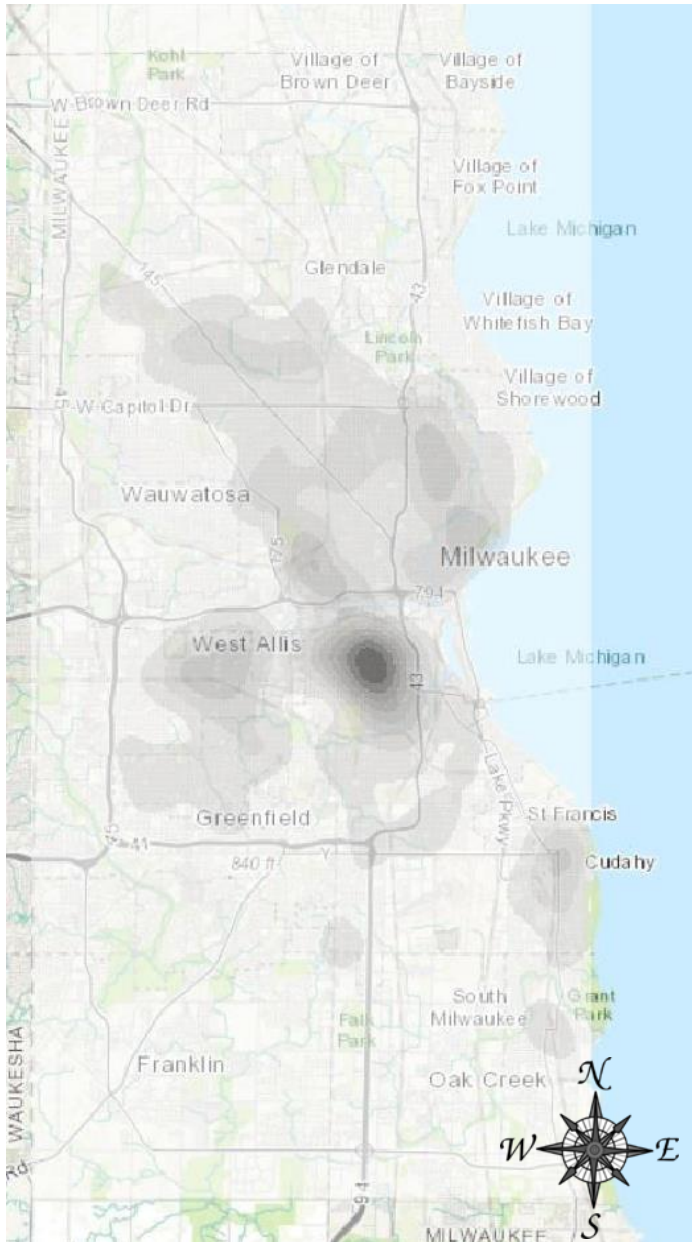 Kohl
Park
Village of
Brown Deer
Village of
Bayside
W Brown Deer Rd
MILWAUKEE
Village of
Fox Point
Lake Michigan
145
Glendale
43
Village of
Whitefish Bay
Lincoln
Park
Village of
Shorewood
45
W Capitol Dr
Wauwatosa
175
Milwaukee
794
West Allis
Lake Michigan
43
Lake Pkwy
Greenfield
St Francis
45
41
840 ft
Y
Cudahy
South
Milwaukee
Grant
Park
Falk
Park
WAUKESHA
Franklin
Oak Creek
N
W
E
S
Rd
94
MILWAUKEE